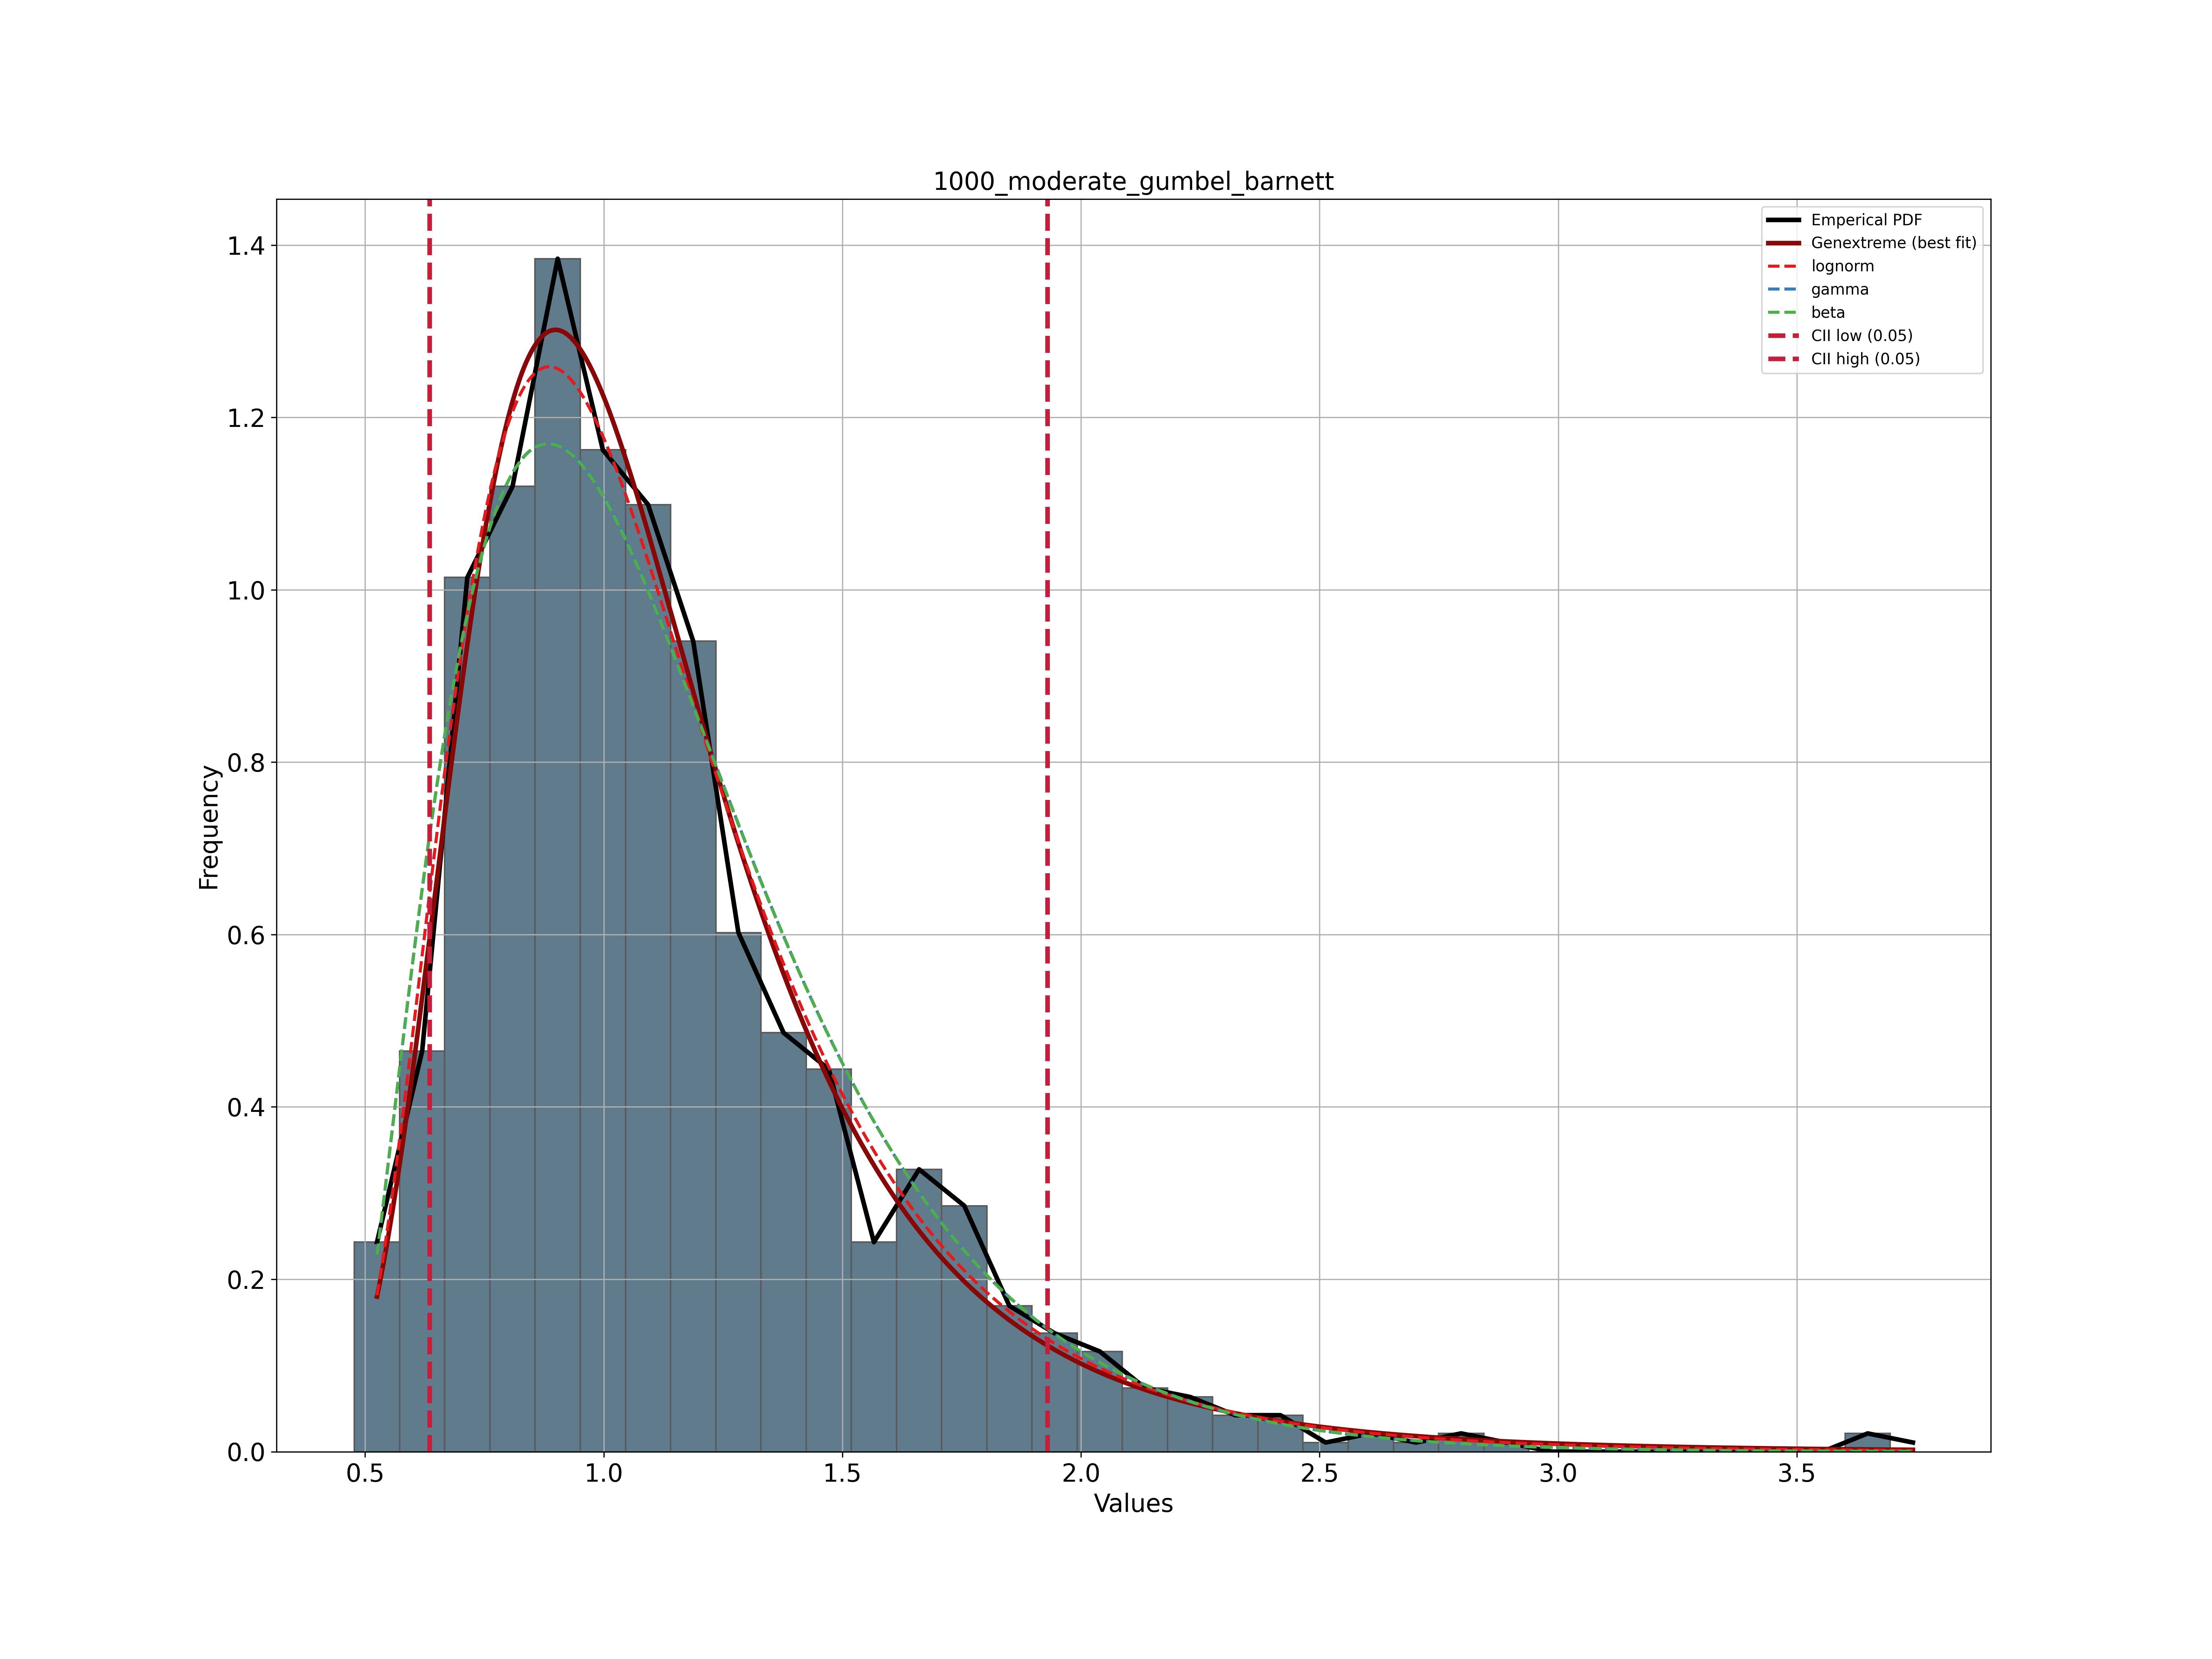 1000_moderate_gumbel_barnett
Emperical PDF
Genextreme (best fit)
lognorm
gamma
beta
CII low (0.05)
CII high (0.05)
1.4
1.2
1.0
0.8
0.6
0.4
0.2
0.0
Frequency
0.5 1.0 1.5 2.0 2.5 3.0 3.5
Values